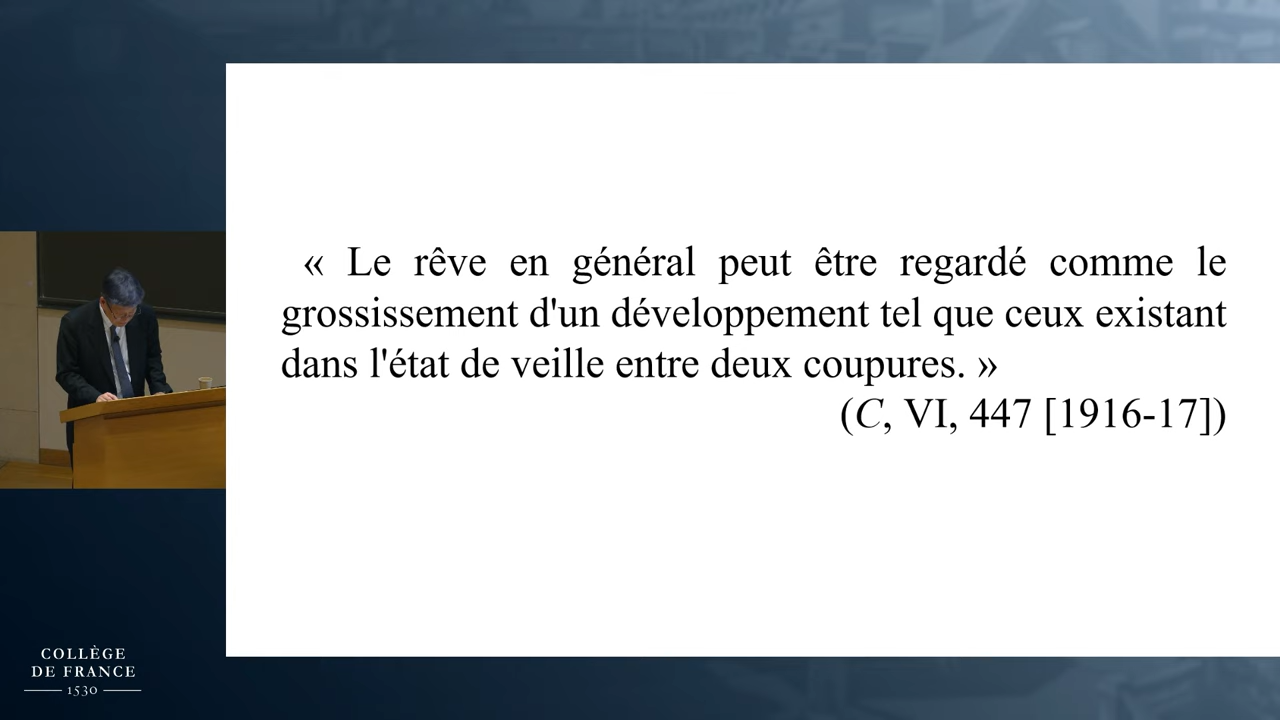 « Le rêve en général peut être regardé comme le
grossissement d'un développement tel que ceux existant
dans l'état de veille entre deux coupures. »
(C, VI, 447 [1916-17])
COLLÈGE
DE FRANCE
1530